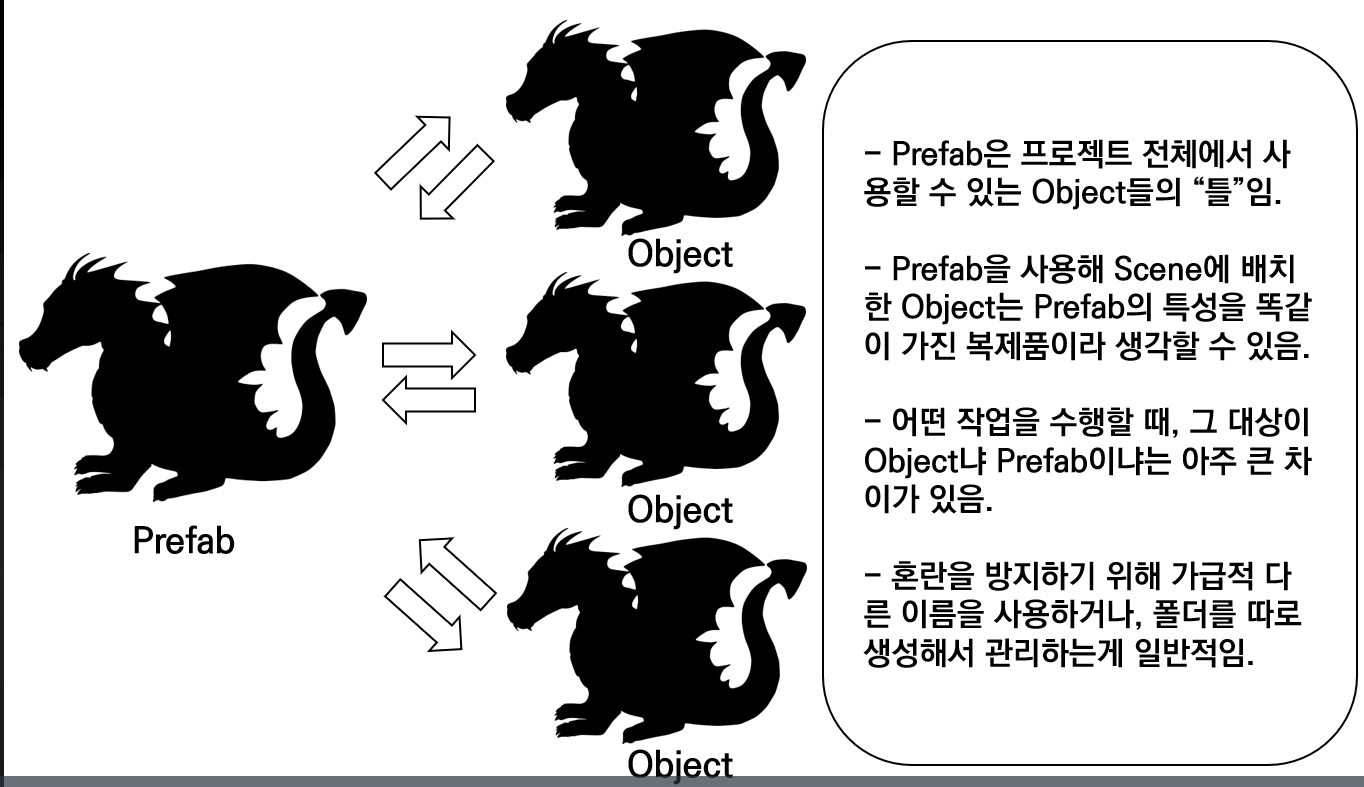 Object
Object
Prefab
Object
- Prefab은 프로젝트 전체에서 사
용할 수 있는 Object들의 “틀”임.
- Prefab을 사용해 Scene에 배치
한 Object는 Prefab의 특성을 똑같
이 가진 복제품이라 생각할 수 있음.
- 어떤 작업을 수행할 때, 그 대상이
Object냐 Prefab이냐는 아주 큰 차
이가 있음.
- 혼란을 방지하기 위해 가급적 다
른 이름을 사용하거나, 폴더를 따로
생성해서 관리하는게 일반적임.